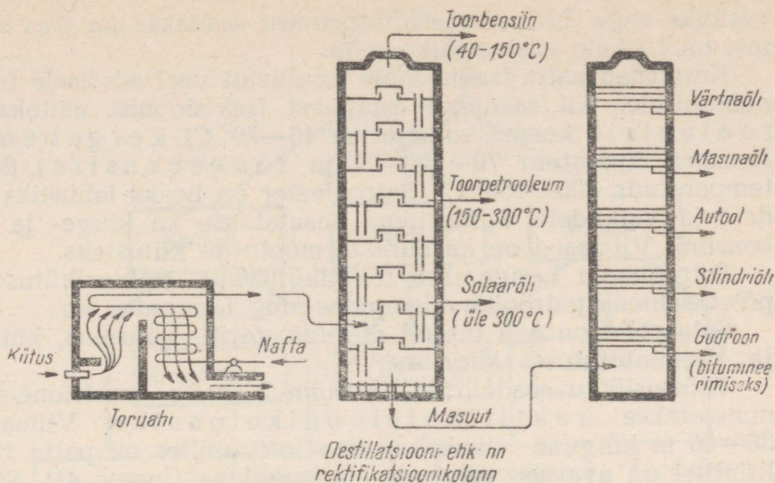 Toorbensiin
(40-150°C)
Toorpetrooleum
(150-300°C)
Solaarõli
(üle 300°C)
Kütus
Nafta
Toruahi
Masuut
Destillatsiooni-ehk nn
rektifikatsioonikolonn
Värtnaõli
Masinaõli
Autool
Silindriõli
Gudroon
(bituminee
rimiseks)